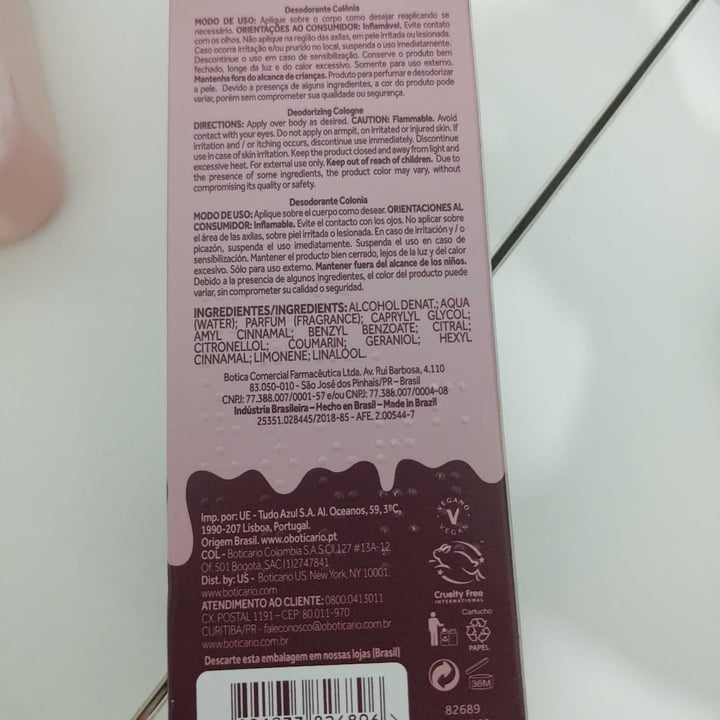 Desodorante Colônia
MODO DE USO: Aplique sobre o corpo como desejar reaplicando se
necessário. ORIENTAÇÕES AO CONSUMIDOR: Inflamável. Evite contato
com os olhos. Não aplique na região das axilas, em pele irritada ou lesionada.
Caso ocorra irritação e/ou prurido no local, suspenda o uso imediatamente.
Descontinue o uso em caso de sensibilização. Conserve o produto bem
fechado, longe da luz e do calor excessivo. Somente para uso externo.
Mantenha fora do alcance de crianças. Produto para perfumar e desodorizar
a pele. Devido a presença de alguns ingredientes, a cor do produto pode
variar, porém sem comprometer sua qualidade ou segurança.
Deodorizing Cologne
DIRECTIONS: Apply over body as desired. CAUTION: Flammable. Avoid
contact with your eyes. Do not apply on armpit, on irritated or injured skin. If
irritation and / or itching occurs, discontinue use immediately. Discontinue
use in case of skin irritation. Keep the product closed and away from light and
excessive heat. For external use only. Keep out of reach of children. Due to
the presence of some ingredients, the product color may vary, without
compromising its quality or safety.
Desodorante Colonia
MODO DE USO: Aplique sobre el cuerpo como desear. ORIENTACIONES AL
CONSUMIDOR: Inflamable. Evite el contacto con los ojos. No aplicar sobre
el área de las axilas, sobre piel irritada o lesionada. En caso de irritación y / o
picazón, suspenda el uso imediatamente. Suspenda el uso en caso de
sensibilización. Mantener el producto bien cerrado, lejos de la luz y del calor
excesivo. Sólo para uso externo. Mantener fuera del alcance de los niños.
Debido a la presencia de algunos ingredientes, el color del producto puede
variar, sin comprometer su calidad o seguridad.
INGREDIENTES/INGREDIENTS: ALCOHOL DENAT.; AQUA
(WATER); PARFUM (FRAGRANCE); CAPRYLYL GLYCOL;
AMYL CINNAMAL; BENZYL BENZOATE; CITRAL;
CITRONELLOL; COUMARIN; GERANIOL; HEXYL
CINNAMAL; LIMONENE; LINALOOL.
Botica Comercial Farmacêutica Ltda. Av. Rui Barbosa, 4.110
83.050-010 - São José dos Pinhais/PR – Brasil
CNPJ: 77.388.007/0001-57 e/ou CNPJ: 77.388.007/0004-08
Indústria Brasileira – Hecho en Brasil – Made in Brazil
25351.028445/2018-85 - AFE. 2.00544-7
Imp. por: UE - Tudo Azul S.A. Al. Oceanos, 59, 3ºC,
1990-207 Lisboa, Portugal.
Origem Brasil. www.oboticario.pt
COL - Boticario Colombia S.A.S Cl 127 #13A-12
Of. 501 Bogotá. SAC (1)2747841
Dist. by: US - Boticario US. New York, NY 10001.
www.boticario.com
ATENDIMENTO AO CLIENTE: 0800 0413011
CX. POSTAL 1191 – CEP: 80.011-970
CURITIBA/PR - faleconosco@oboticario.com.br
www.boticario.com.br
Descarte esta embalagem em nossas lojas (Brasil)
VEGANO
V
VEGAN
Cruelty Free
INTERNATIONAL
Cartucho
PAPEL
36M
82689